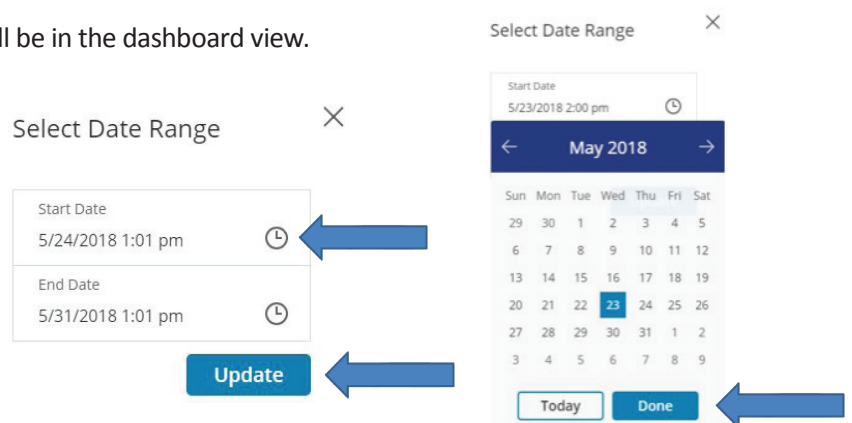 ll be in the dashboard view.
Select Date Range
Start Date
5/24/2018 1:01 pm
End Date
5/31/2018 1:01 pm
Update
Select Date Range
Start Date
5/23/2018 2:00 pm
May 2018
Sun Mon Tue Wed Thu Fri Sat
29 30 1 2 3 4 5
6 7 8 9 10 11 12
13 14 15 16 17 18 19
20 21 22 23 24 25 26
27 28 29 30 31 1 2
3 4 5 6 7 8 9
Today Done